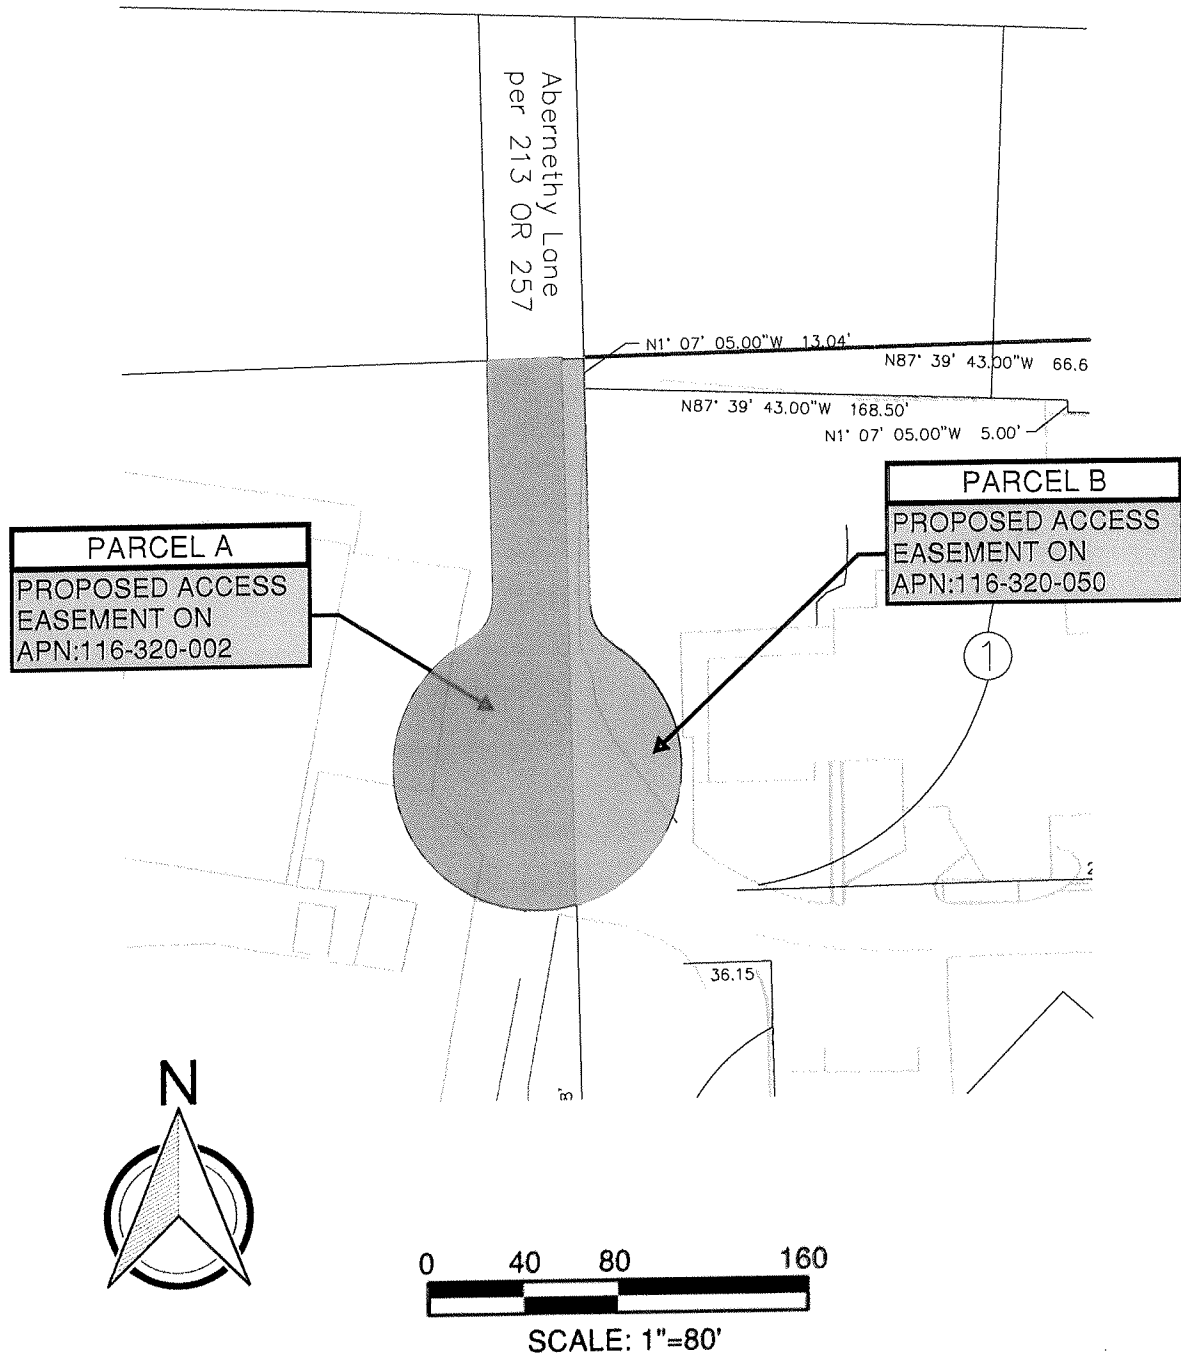 Abernethy Lane
per 213 OR 257
N1° 07' 05.00"W 13.04'
N87° 39' 43.00"W 66.6
N87° 39' 43.00"W 168.50'
N1° 07' 05.00"W 5.00'
PARCEL B
PROPOSED ACCESS
EASEMENT ON
APN:116-320-050
PARCEL A
PROPOSED ACCESS
EASEMENT ON
APN:116-320-002
1
2
36.15
8'
N
0 40 80 160
SCALE: 1"=80'